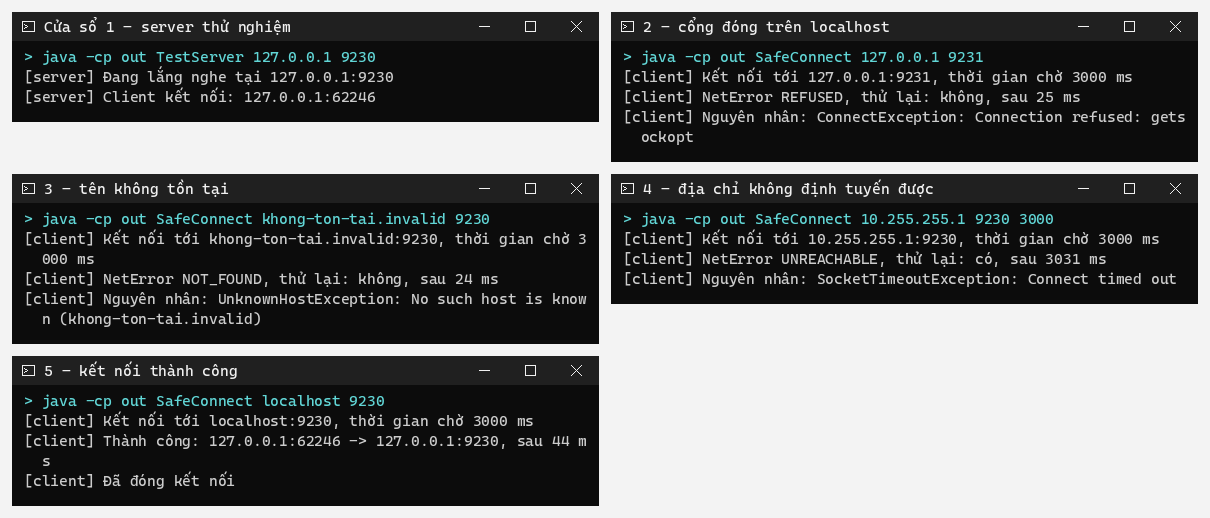 Cửa sổ 1 — server thử nghiệm
> java -cp out TestServer 127.0.0.1 9230
[server] Đang lắng nghe tại 127.0.0.1:9230
[server] Client kết nối: 127.0.0.1:62246
2 — cổng đóng trên localhost
> java -cp out SafeConnect 127.0.0.1 9231
[client] Kết nối tới 127.0.0.1:9231, thời gian chờ 3000 ms
[client] NetError REFUSED, thử lại: không, sau 25 ms
[client] Nguyên nhân: ConnectException: Connection refused: gets
ockopt
3 — tên không tồn tại
> java -cp out SafeConnect khong-ton-tai.invalid 9230
[client] Kết nối tới khong-ton-tai.invalid:9230, thời gian chờ 3
000 ms
[client] NetError NOT_FOUND, thử lại: không, sau 24 ms
[client] Nguyên nhân: UnknownHostException: No such host is know
n (khong-ton-tai.invalid)
4 — địa chỉ không định tuyến được
> java -cp out SafeConnect 10.255.255.1 9230 3000
[client] Kết nối tới 10.255.255.1:9230, thời gian chờ 3000 ms
[client] NetError UNREACHABLE, thử lại: có, sau 3031 ms
[client] Nguyên nhân: SocketTimeoutException: Connect timed out
5 — kết nối thành công
> java -cp out SafeConnect localhost 9230
[client] Kết nối tới localhost:9230, thời gian chờ 3000 ms
[client] Thành công: 127.0.0.1:62246 -> 127.0.0.1:9230, sau 44 m
s
[client] Đã đóng kết nối